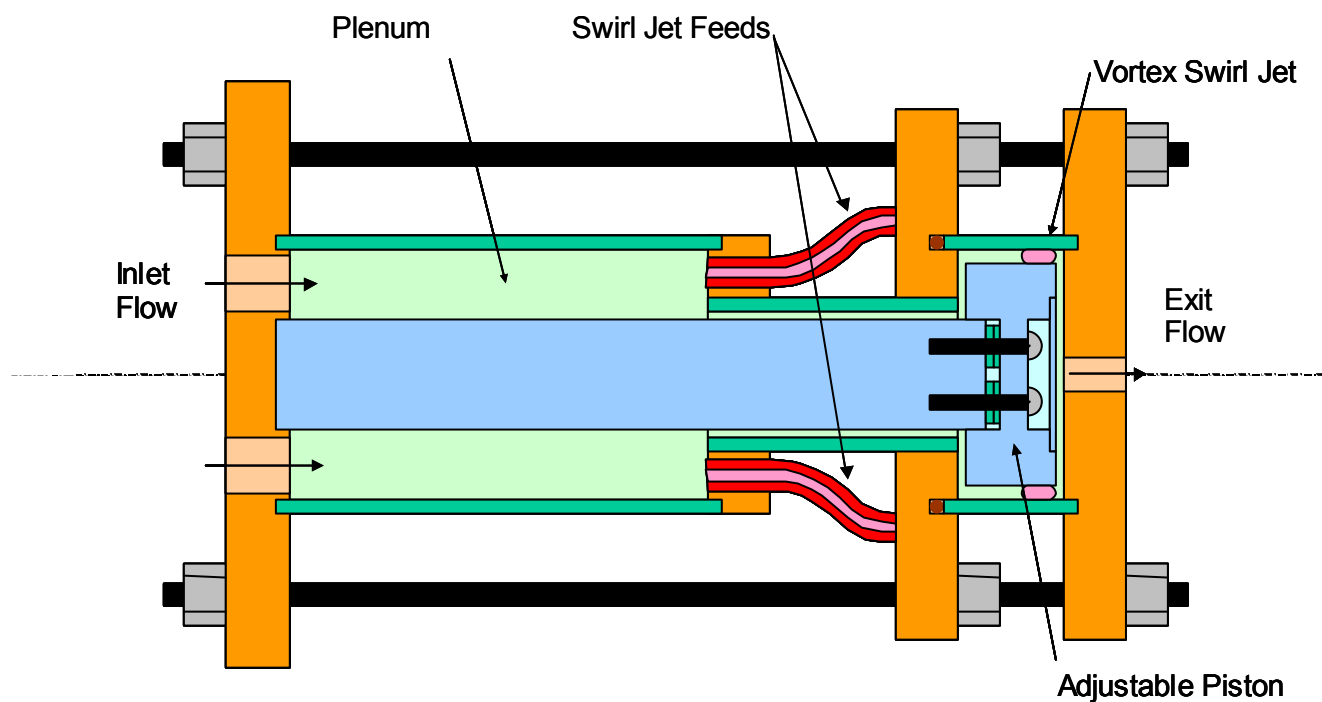 Plenum
Swirl Jet Feeds
Vortex Swirl Jet
Inlet
Flow
Exit
Flow
Adjustable Piston